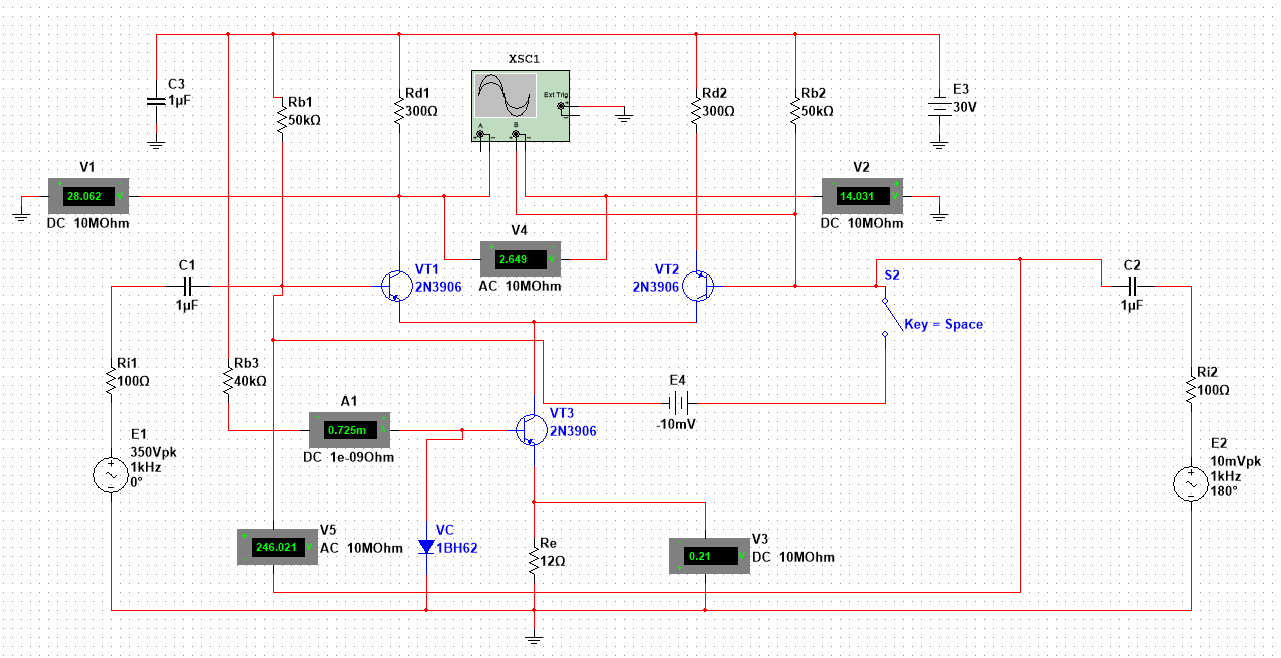 XSC1
Ext Trig
A
B
C3
1µF
Rb1
50kΩ
Rd1
300Ω
Rd2
300Ω
Rb2
50kΩ
E3
30V
V1
28.062 V
DC 10MOhm
V2
14.031 V
DC 10MOhm
V4
2.649 V
AC 10MOhm
C1
1µF
VT1
2N3906
VT2
2N3906
S2
Key = Space
C2
1µF
Ri1
100Ω
Rb3
40kΩ
E4
-10mV
Ri2
100Ω
A1
0.725m A
DC 1e-09Ohm
VT3
2N3906
E1
350Vpk
1kHz
0°
E2
10mVpk
1kHz
180°
V5
246.021 V
AC 10MOhm
VC
1BH62
Re
12Ω
V3
0.21 V
DC 10MOhm